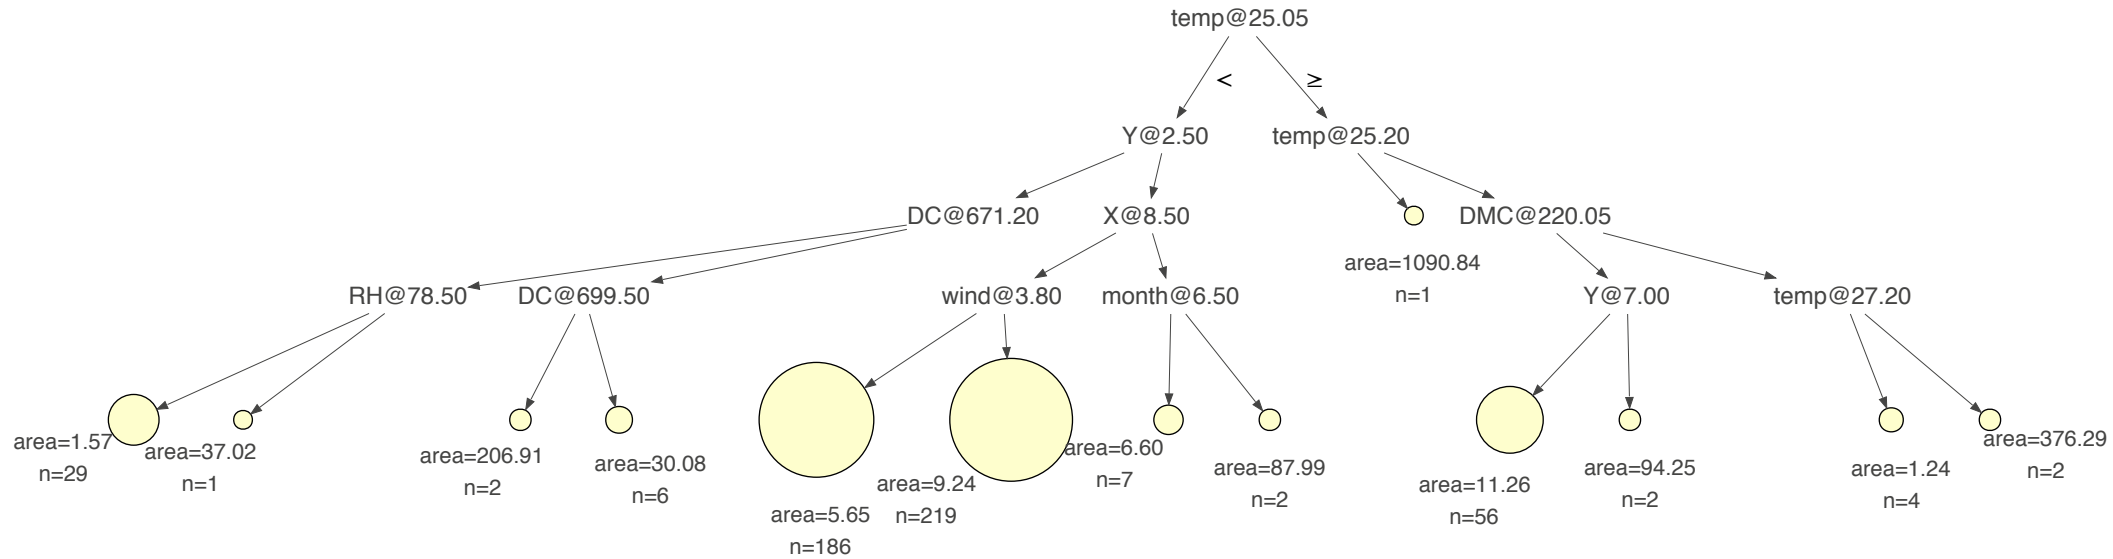 temp@25.05
<
≥
Y@2.50
temp@25.20
DC@671.20
X@8.50
DMC@220.05
area=1090.84
n=1
RH@78.50
DC@699.50
wind@3.80
month@6.50
Y@7.00
temp@27.20
area=1.57
n=29
area=37.02
n=1
area=206.91
n=2
area=30.08
n=6
area=5.65
n=186
area=9.24
n=219
area=6.60
n=7
area=87.99
n=2
area=11.26
n=56
area=94.25
n=2
area=1.24
n=4
area=376.29
n=2